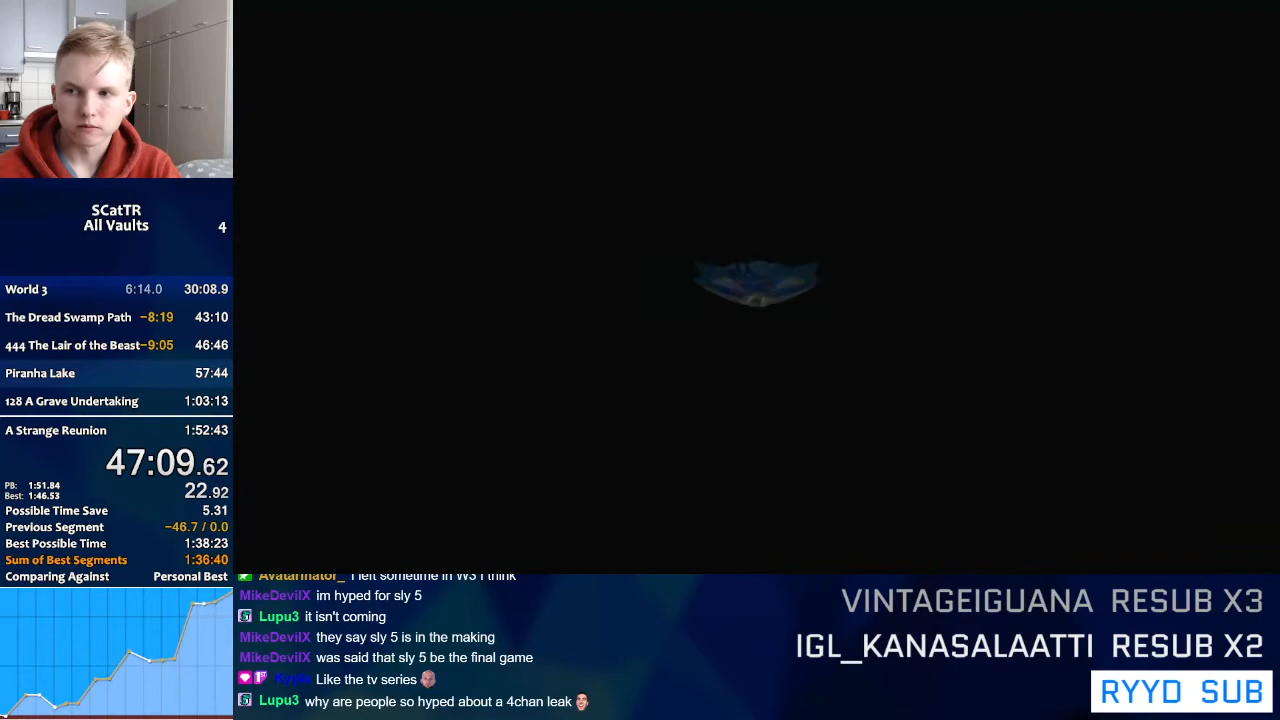 SCatTR
All Vaults
4
World 3 6:14.0 30:08.9
The Dread Swamp Path −8:19 43:10
444 The Lair of the Beast −9:05 46:46
Piranha Lake 57:44
128 A Grave Undertaking 1:03:13
A Strange Reunion 1:52:43
47:09.62
PB: 1:51.84
Best: 1:46.53
22.92
Possible Time Save 5.31
Previous Segment −46.7 / 0.0
Best Possible Time 1:38:23
Sum of Best Segments 1:36:40
Comparing Against Personal Best
Avatarinator_ I left sometime in W3 I think
MikeDevilX im hyped for sly 5
Lupu3 it isn't coming
MikeDevilX they say sly 5 is in the making
MikeDevilX was said that sly 5 be the final game
Like the tv series
Lupu3 why are people so hyped about a 4chan leak
VINTAGEIGUANA RESUB X3
IGL_KANASALAATTI RESUB X2
RYYD SUB